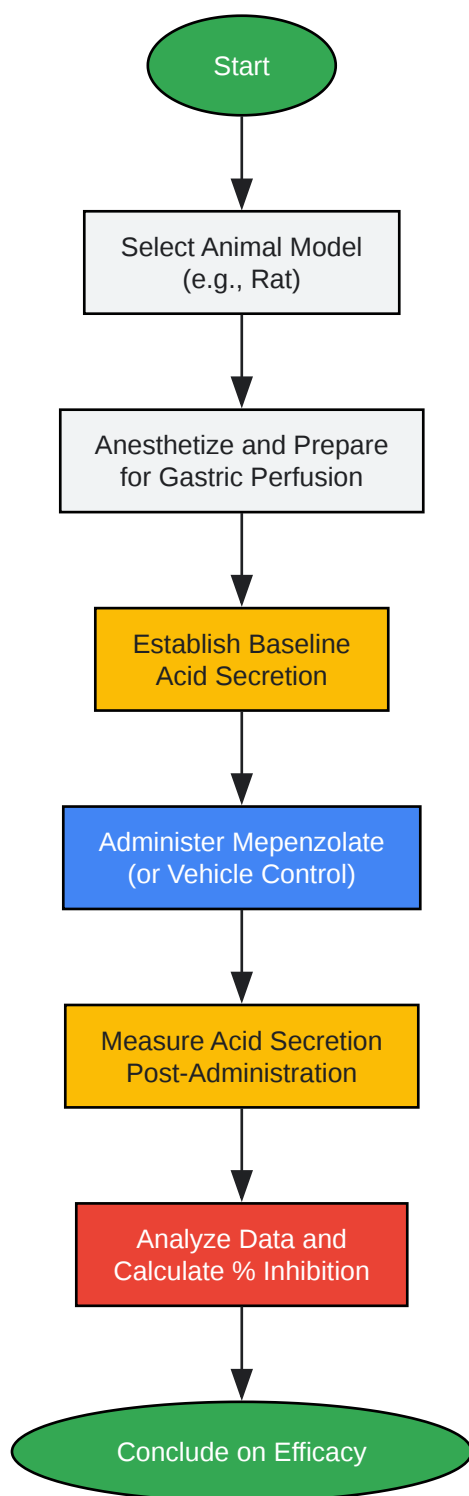 Start
Select Animal Model
(e.g., Rat)
Anesthetize and Prepare
for Gastric Perfusion
Establish Baseline
Acid Secretion
Administer Mepenzolate
(or Vehicle Control)
Measure Acid Secretion
Post-Administration
Analyze Data and
Calculate % Inhibition
Conclude on Efficacy